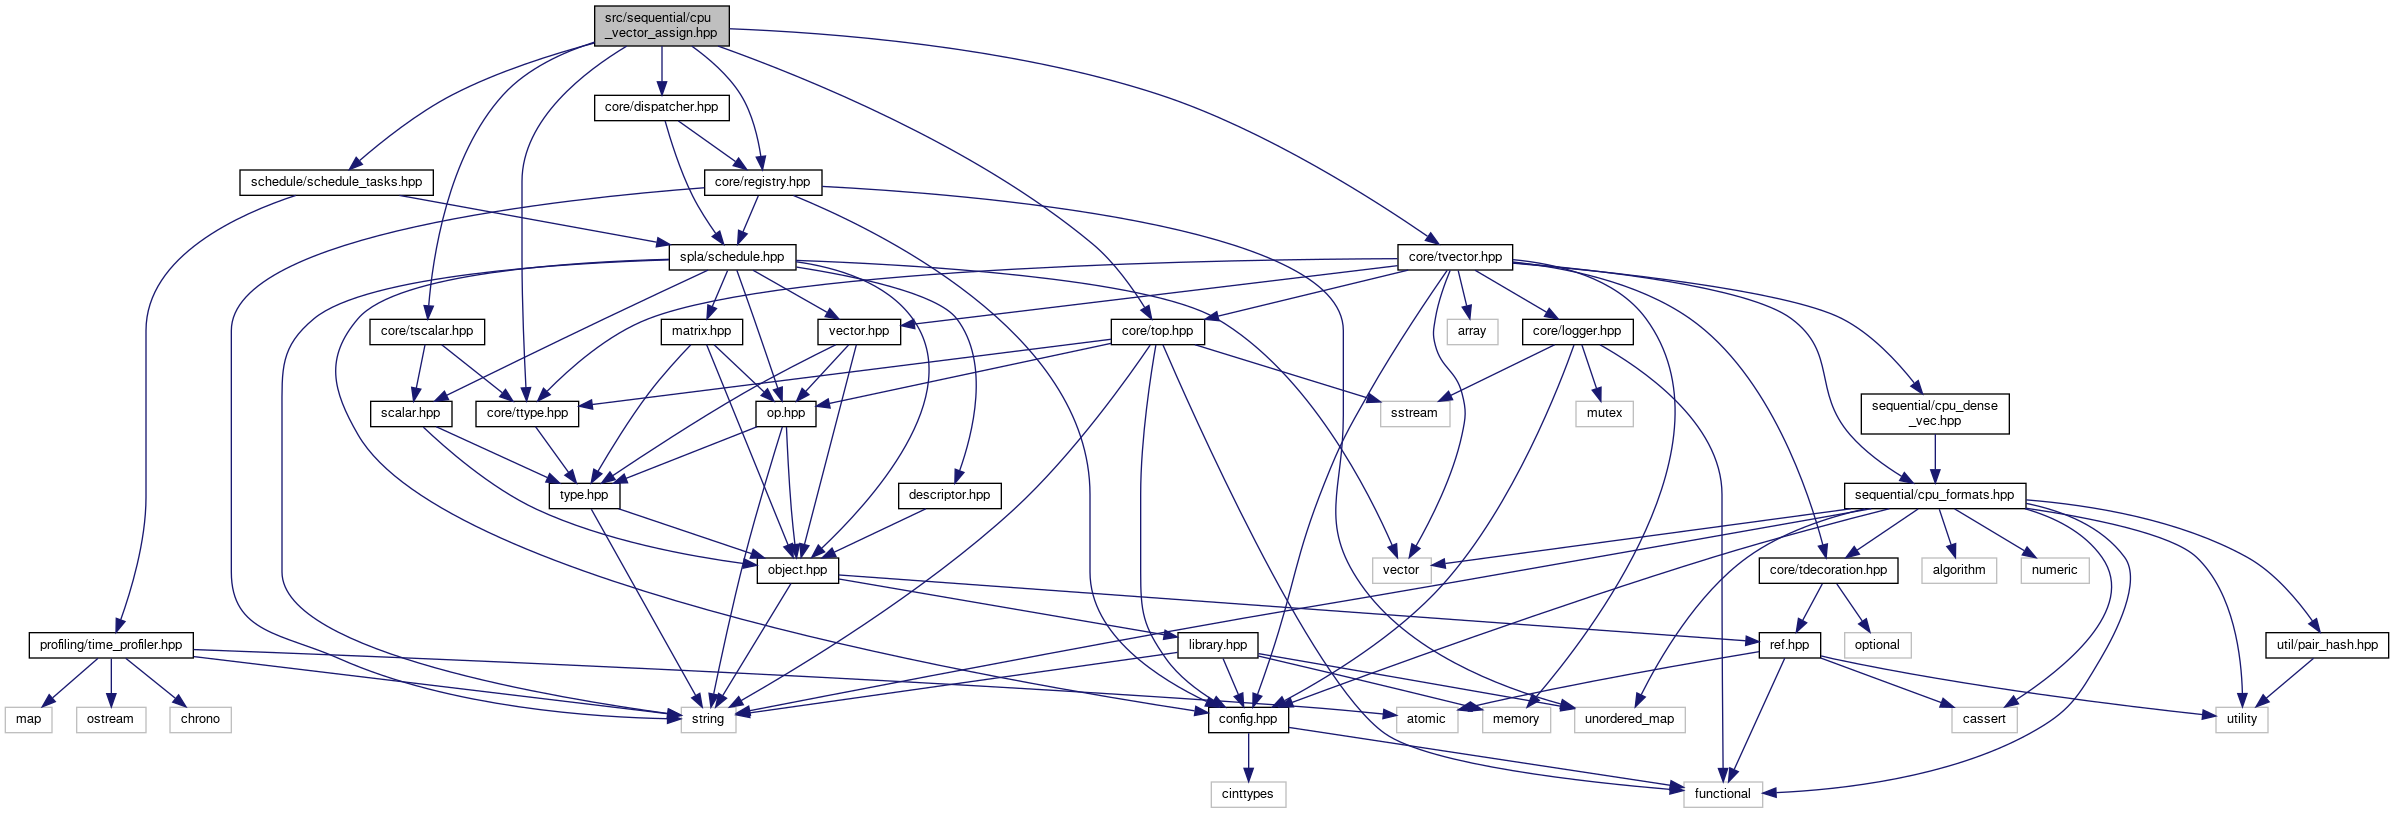 src/sequential/cpu
_vector_assign.hpp
core/dispatcher.hpp
schedule/schedule_tasks.hpp
core/registry.hpp
spla/schedule.hpp
core/tvector.hpp
core/tscalar.hpp
matrix.hpp
vector.hpp
core/top.hpp
array
core/logger.hpp
scalar.hpp
core/ttype.hpp
op.hpp
sstream
mutex
sequential/cpu_dense
_vec.hpp
type.hpp
descriptor.hpp
sequential/cpu_formats.hpp
object.hpp
vector
core/tdecoration.hpp
algorithm
numeric
profiling/time_profiler.hpp
library.hpp
ref.hpp
optional
util/pair_hash.hpp
map
ostream
chrono
string
config.hpp
atomic
memory
unordered_map
cassert
utility
cinttypes
functional